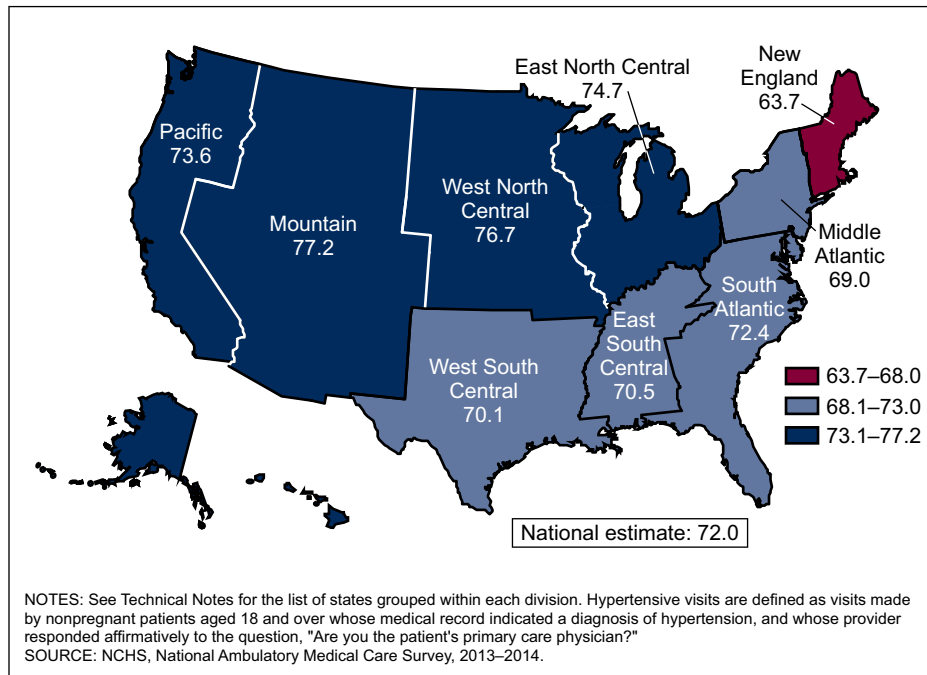 New
England
63.7
East North Central
74.7
Pacific
73.6
West North
Central
76.7
Mountain
77.2
Middle
Atlantic
69.0
South
Atlantic
72.4
East
South
Central
70.5
West South
Central
70.1
63.7–68.0
68.1–73.0
73.1–77.2
National estimate: 72.0
NOTES: See Technical Notes for the list of states grouped within each division. Hypertensive visits are defined as visits made
by nonpregnant patients aged 18 and over whose medical record indicated a diagnosis of hypertension, and whose provider
responded affirmatively to the question, "Are you the patient's primary care physician?"
SOURCE: NCHS, National Ambulatory Medical Care Survey, 2013–2014.